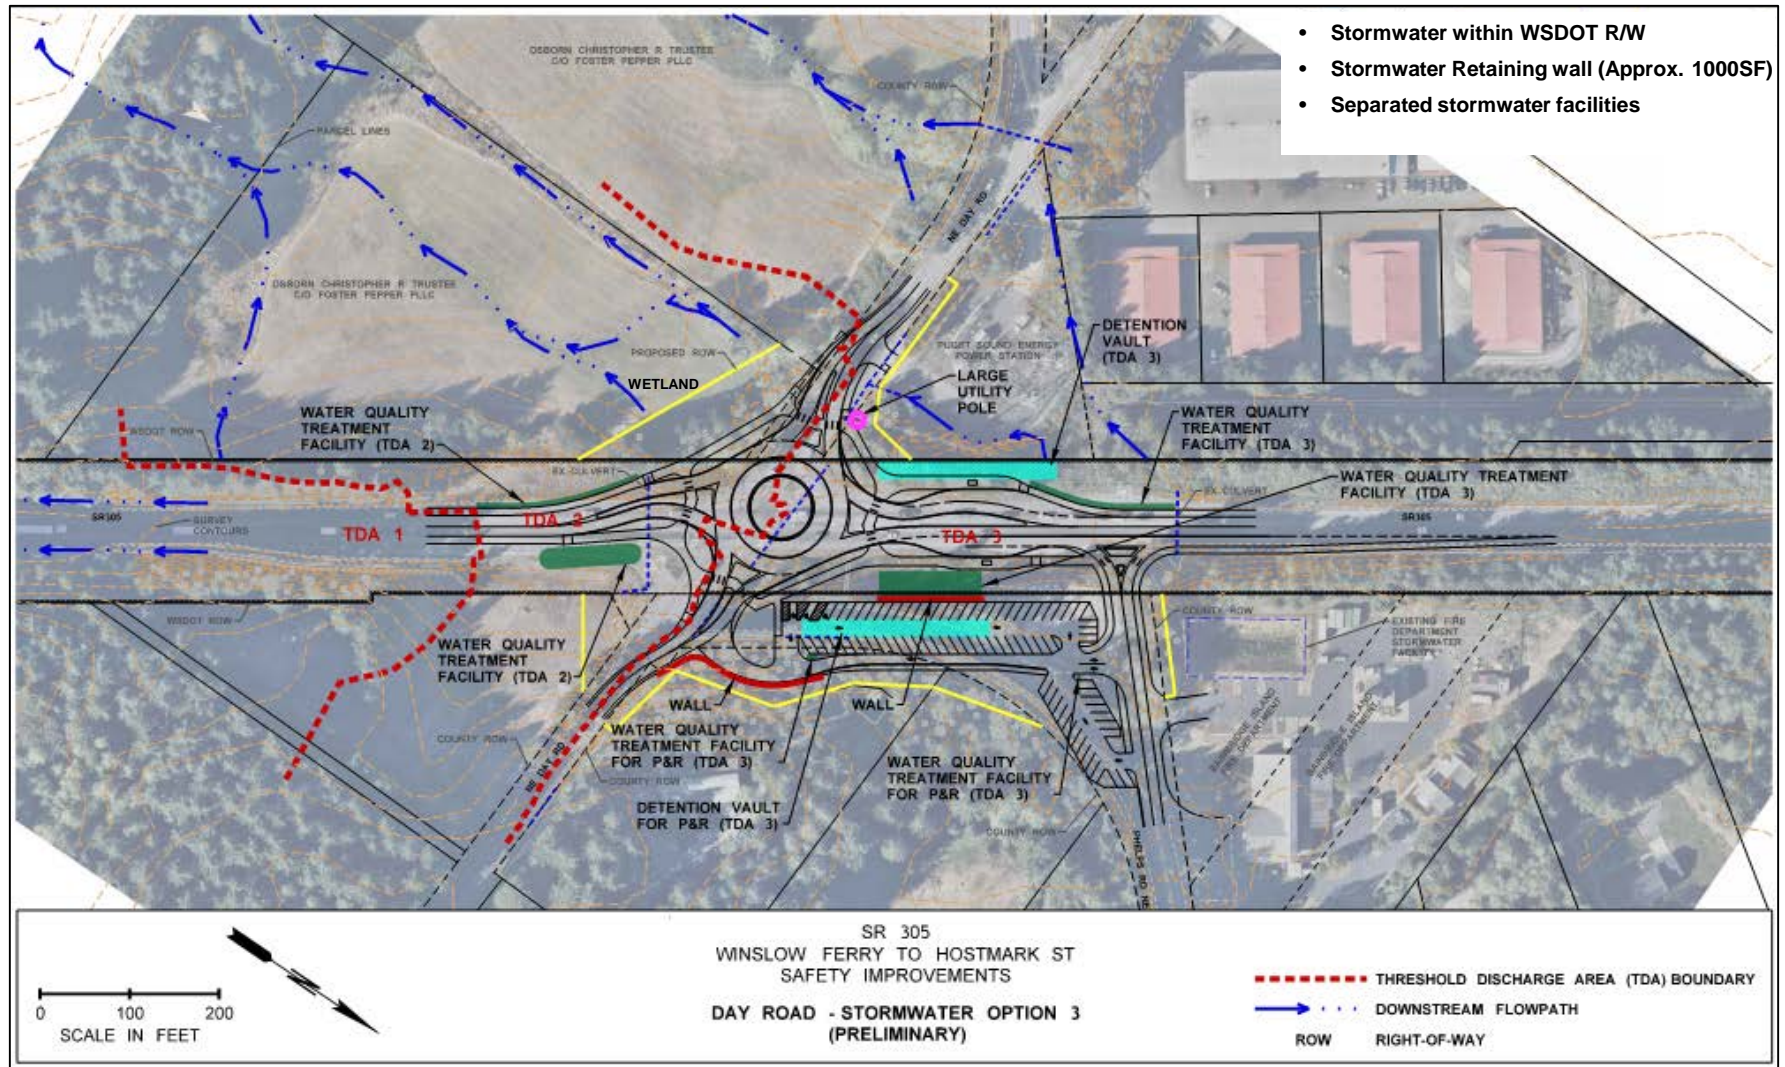 • Stormwater within WSDOT R/W
• Stormwater Retaining wall (Approx. 1000SF)
• Separated stormwater facilities
OSBORN CHRISTOPHER R TRUSTEE
C/O FOSTER PEPPER PLLC
COUNTY ROW
PARCEL LINES
NE DAY RD
OSBORN CHRISTOPHER R TRUSTEE
C/O FOSTER PEPPER PLLC
PROPOSED ROW
WETLAND
PUGET SOUND ENERGY
POWER STATION
DETENTION
VAULT
(TDA 3)
LARGE
UTILITY
POLE
WATER QUALITY
TREATMENT
FACILITY (TDA 2)
WSDOT ROW
WATER QUALITY
TREATMENT
FACILITY (TDA 3)
EX CULVERT
WATER QUALITY TREATMENT
FACILITY (TDA 3)
EX CULVERT
SR305
SURVEY
CONTOURS
TDA 1
TDA 2
TDA 3
SR305
WSDOT ROW
COUNTY ROW
EXISTING FIRE
DEPARTMENT
STORMWATER
FACILITY
WATER QUALITY
TREATMENT
FACILITY (TDA 2)
WALL
WALL
WATER QUALITY
TREATMENT FACILITY
FOR P&R (TDA 3)
COUNTY ROW
NE DAY RD
COUNTY ROW
WATER QUALITY
TREATMENT FACILITY
FOR P&R (TDA 3)
DETENTION VAULT
FOR P&R (TDA 3)
COUNTY ROW
PHELPS RD NE
BAINBRIDGE ISLAND
FIRE DEPARTMENT
BAINBRIDGE ISLAND
FIRE DEPARTMENT
0 100 200
SCALE IN FEET
SR 305
WINSLOW FERRY TO HOSTMARK ST
SAFETY IMPROVEMENTS
DAY ROAD - STORMWATER OPTION 3
(PRELIMINARY)
THRESHOLD DISCHARGE AREA (TDA) BOUNDARY
DOWNSTREAM FLOWPATH
ROW RIGHT-OF-WAY